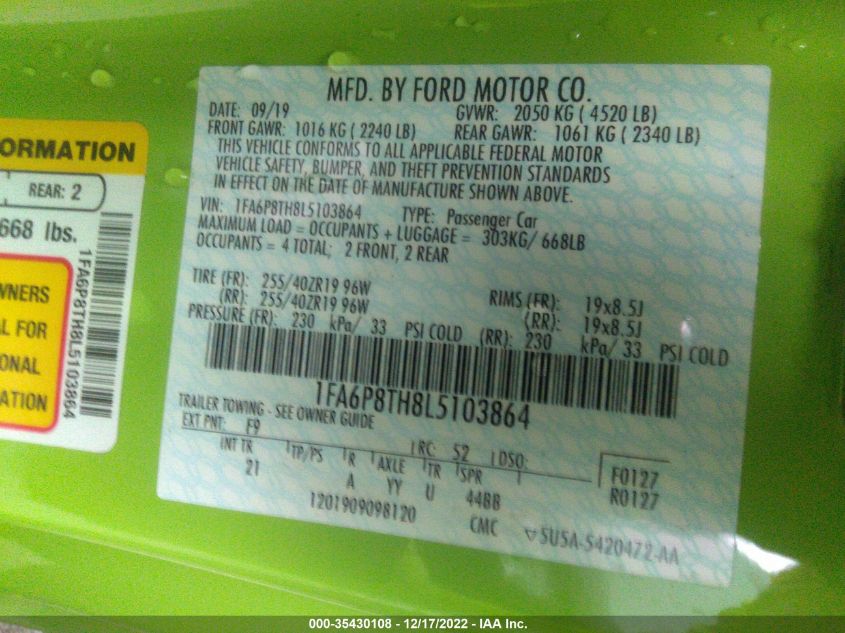 MFD. BY FORD MOTOR CO.
DATE: 09/19 GVWR: 2050 KG ( 4520 LB)
FRONT GAWR: 1016 KG ( 2240 LB) REAR GAWR: 1061 KG ( 2340 LB)
THIS VEHICLE CONFORMS TO ALL APPLICABLE FEDERAL MOTOR
VEHICLE SAFETY, BUMPER, AND THEFT PREVENTION STANDARDS
IN EFFECT ON THE DATE OF MANUFACTURE SHOWN ABOVE.
VIN: 1FA6P8TH8L5103864 TYPE: Passenger Car
MAXIMUM LOAD = OCCUPANTS + LUGGAGE = 303KG/ 668LB
OCCUPANTS = 4 TOTAL; 2 FRONT, 2 REAR
TIRE (FR): 255/40ZR19 96W RIMS (FR): 19x8.5J
(RR): 255/40ZR19 96W (RR): 19x8.5J
PRESSURE (FR): 230 kPa/ 33 PSI COLD (RR): 230 kPa/ 33 PSI COLD
1FA6P8TH8L5103864
TRAILER TOWING - SEE OWNER GUIDE
EXT PNT: F9 RC: 52 DSO:
INT TR TP/PS R AXLE TR SPR F0127
21 A YY U 44BB R0127
1201909098120 CMC 5U5A-5420472-AA
ORMATION
REAR: 2
668 lbs.
1FA6P8TH8L5103864
WNERS
L FOR
ONAL
ATION
000-35430108 - 12/17/2022 - IAA Inc.